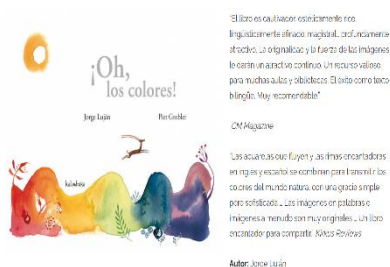 ¡Oh,
los colores!
Jorge Luján
Piet Grobler
kalandraka
"El libro es cautivador, estéticamente rico,
lingüísticamente afinado, magistral... profundamente
atractivo. La originalidad y la fuerza de las imágenes
le darán un atractivo continuo. Un recurso valioso
para muchas aulas y bibliotecas. El éxito como texto
bilingüe. Muy recomendable"
CM Magazine
"Las acuarelas que fluyen y las rimas encantadoras
en inglés y español se combinan para transmitir los
colores del mundo natural con una gracia simple
pero sofisticada... Las imágenes en palabras e
imágenes a menudo son muy originales... Un libro
encantador para compartir. Kirkus Reviews
Autor: Jorge Luján